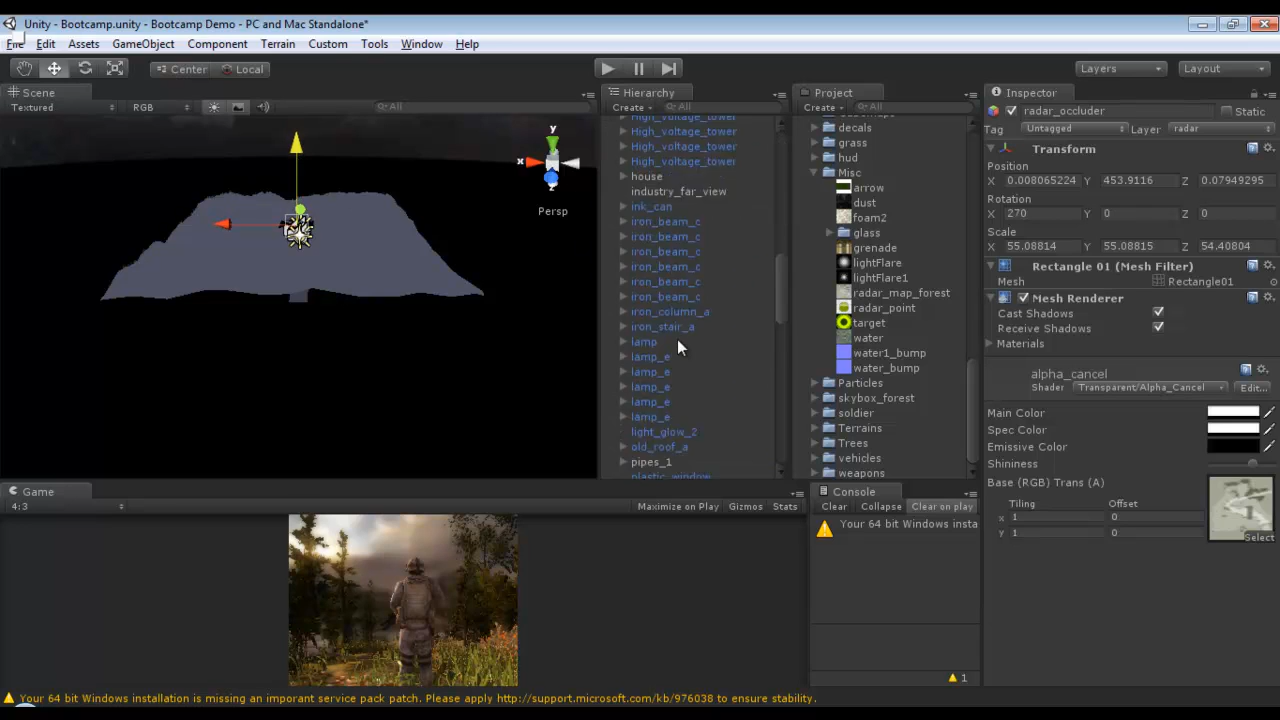 Unity - Bootcamp.unity - Bootcamp Demo - PC and Mac Standalone*
File Edit Assets GameObject Component Terrain Custom Tools Window Help
Center Local Layers Layout
Scene
Textured RGB All
y
x
z
Persp
Hierarchy
Create All
High_voltage_tower
High_voltage_tower
High_voltage_tower
High_voltage_tower
house
industry_far_view
ink_can
iron_beam_c
iron_beam_c
iron_beam_c
iron_beam_c
iron_beam_c
iron_beam_c
iron_column_a
iron_stair_a
lamp
lamp_e
lamp_e
lamp_e
lamp_e
lamp_e
light_glow_2
old_roof_a
pipes_1
plastic_window
Project
Create All
decals
grass
hud
Misc
arrow
dust
foam2
glass
grenade
lightFlare
lightFlare1
radar_map_forest
radar_point
target
water
water1_bump
water_bump
Particles
skybox_forest
soldier
Terrains
Trees
vehicles
weapons
Inspector
radar_occluder Static
Tag Untagged Layer radar
Transform
Position
X 0.008065224 Y 453.9116 Z 0.07949295
Rotation
X 270 Y 0 Z 0
Scale
X 55.08814 Y 55.08815 Z 54.40804
Rectangle 01 (Mesh Filter)
Mesh Rectangle01
Mesh Renderer
Cast Shadows
Receive Shadows
Materials
alpha_cancel
Shader Transparent/Alpha_Cancel Edit...
Main Color
Spec Color
Emissive Color
Shininess
Base (RGB) Trans (A)
Tiling Offset
x 1 0
y 1 0
Select
Game
4:3 Maximize on Play Gizmos Stats
Console
Clear Collapse Clear on play
Your 64 bit Windows insta
1
Your 64 bit Windows installation is missing an imporant service pack patch. Please apply http://support.microsoft.com/kb/976038 to ensure stability.